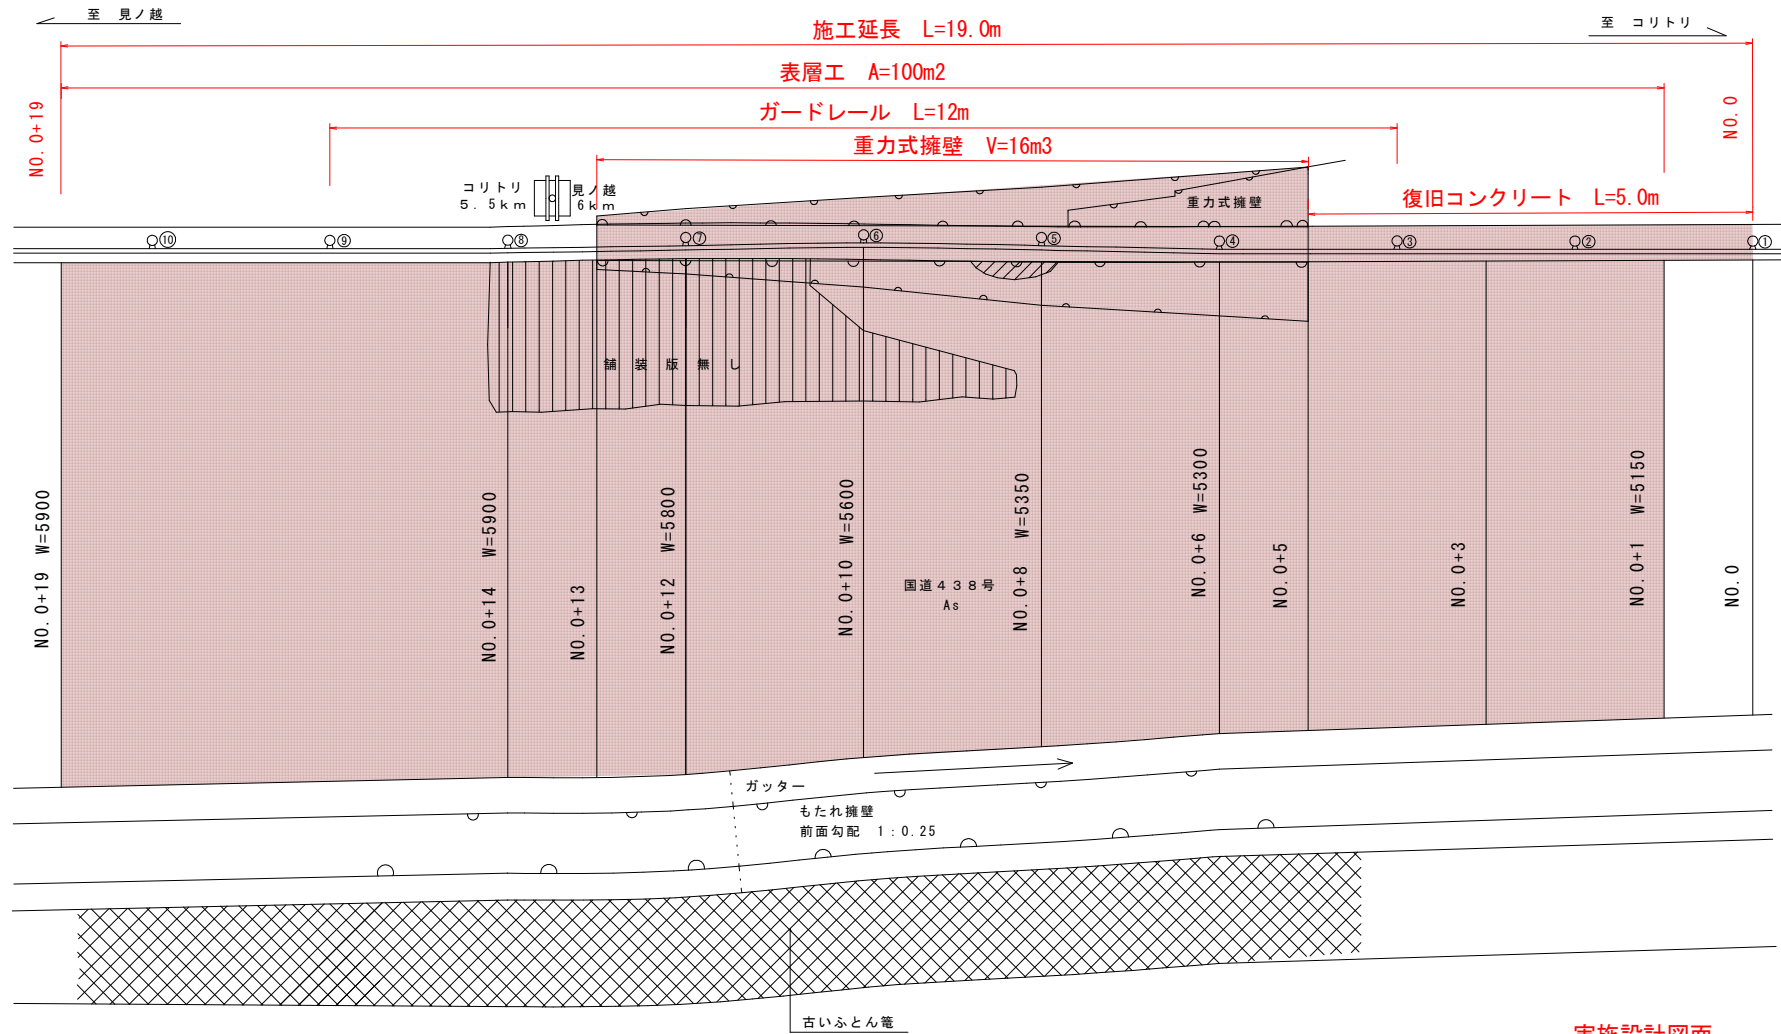 至 見ノ越
至 コリトリ
施工延長 L=19.0m
表層工 A=100m2
ガードレール L=12m
重力式擁壁 V=16m3
復旧コンクリート L=5.0m
NO.0+19
NO.0
コリトリ
5.5km
見ノ越
6km
重力式擁壁
⑩
⑨
⑧
⑦
⑥
⑤
④
③
②
①
舗装版無し
NO.0+19 W=5900
NO.0+14 W=5900
NO.0+13
NO.0+12 W=5800
NO.0+10 W=5600
国道438号
As
NO.0+8 W=5350
NO.0+6 W=5300
NO.0+5
NO.0+3
NO.0+1 W=5150
NO.0
ガッター
もたれ擁壁
前面勾配 1:0.25
古いふとん篭
実施設計図面